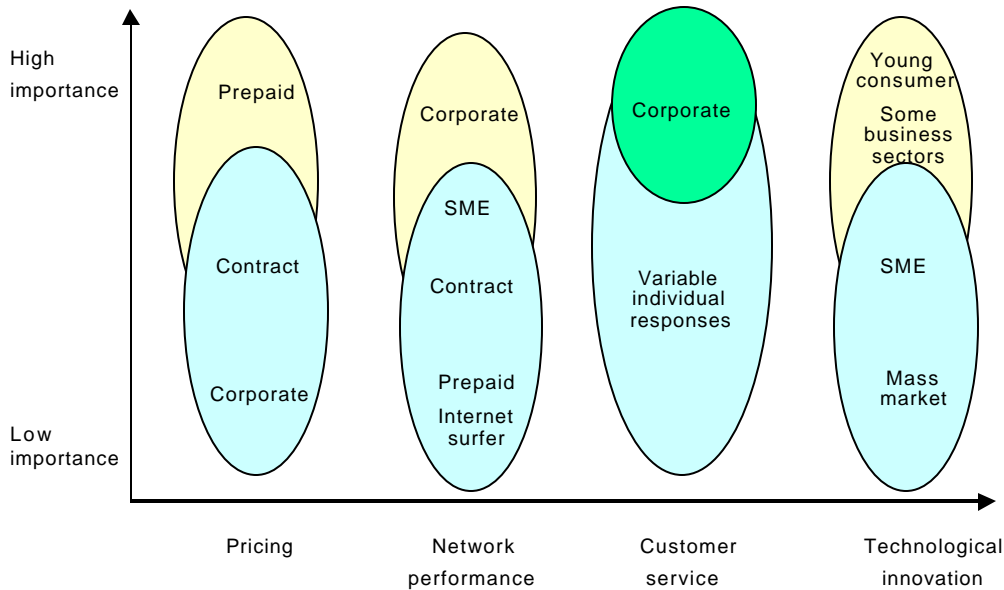 High
importance
Low
importance
Prepaid
Contract
Corporate
Corporate
SME
Contract
Prepaid
Internet
surfer
Corporate
Variable
individual
responses
Young
consumer
Some
business
sectors
SME
Mass
market
Pricing
Network
performance
Customer
service
Technological
innovation